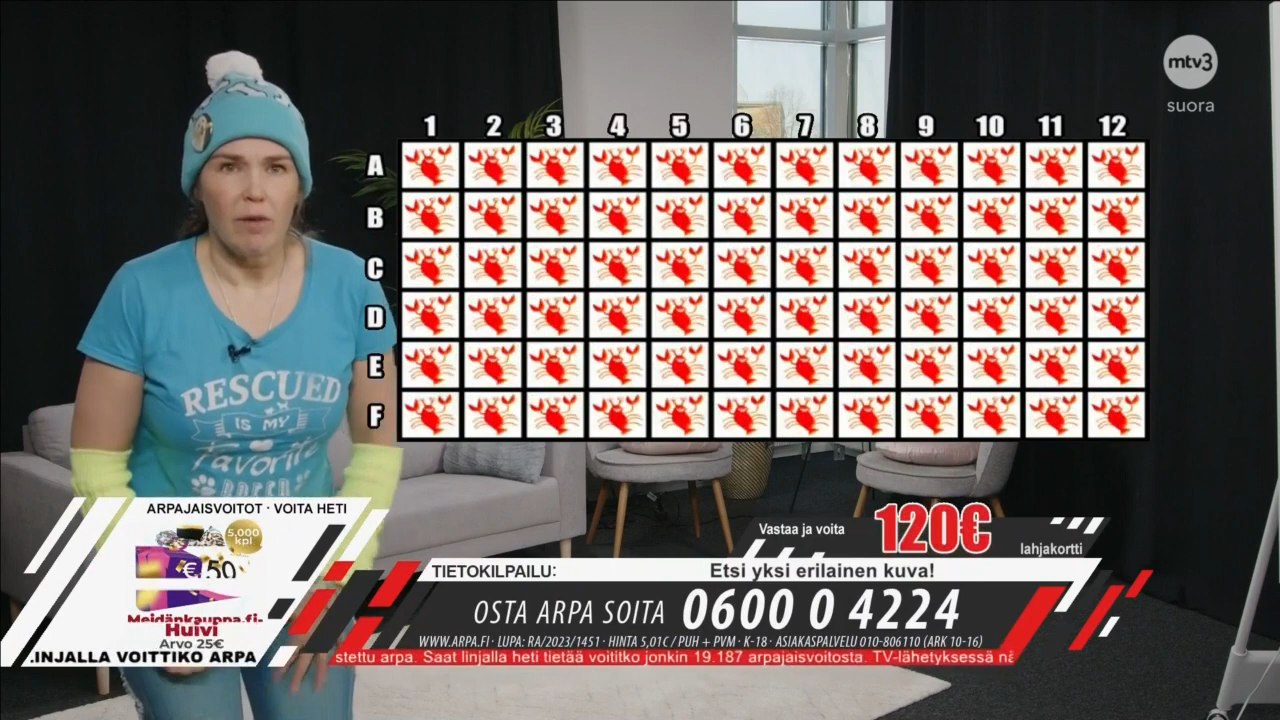 mtv3
suora
1 2 3 4 5 6 7 8 9 10 11 12
A
B
C
D
E
F
RESCUED
IS MY
Favorite
BREED
ARPAJAISVOITOT · VOITA HETI
5,000
kpl
€50
Meidänkauppa.fi-
Huivi
Arvo 25€
.INJALLA VOITTIKO ARPA
Vastaa ja voita
120€
lahjakortti
TIETOKILPAILU:
Etsi yksi erilainen kuva!
OSTA ARPA SOITA 0600 0 4224
WWW.ARPA.FI · LUPA: RA/2023/1451 · HINTA 5,01€ / PUH + PVM · K-18 · ASIAKASPALVELU 010-809010 (ARK 10-16)
stettu arpa. Saat linjalla heti tietää voititko jonkin 19.187 arpajaisvoitosta. TV-lähetyksessä nä